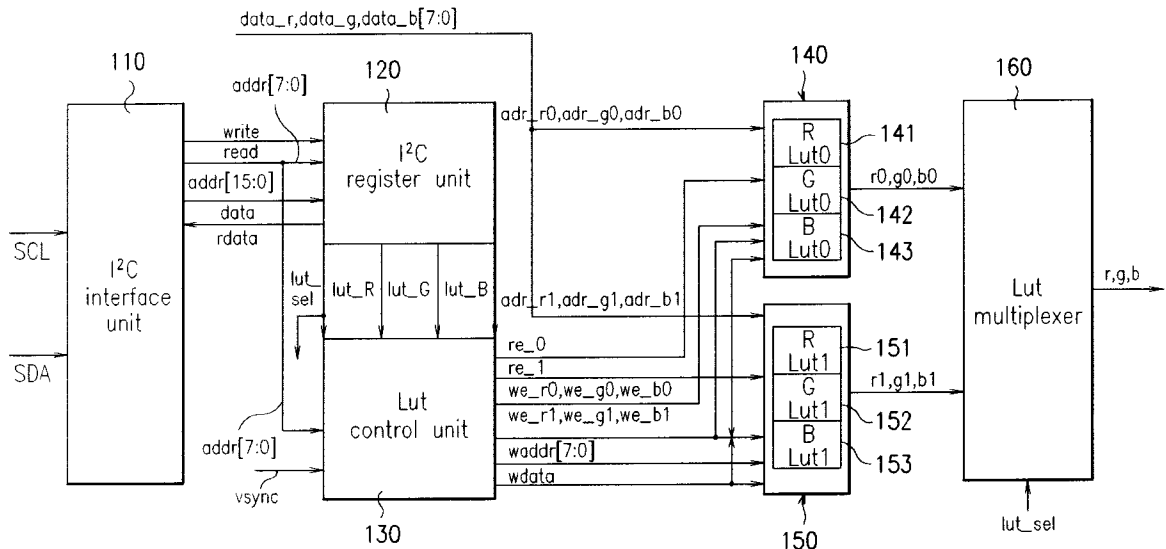 data_r,data_g,data_b[7:0]
110
addr[7:0]
120
140
160
write
read
addr[15:0]
data
rdata
I²C
register unit
adr_r0,adr_g0,adr_b0
R
Lut0
141
G
Lut0
142
B
Lut0
143
r0,g0,b0
SCL
I²C
interface
unit
SDA
lut_
sel
lut_R
lut_G
lut_B
adr_r1,adr_g1,adr_b1
Lut
multiplexer
r,g,b
re_0
re_1
we_r0,we_g0,we_b0
we_r1,we_g1,we_b1
R
Lut1
151
G
Lut1
152
B
Lut1
153
r1,g1,b1
Lut
control unit
addr[7:0]
vsync
waddr[7:0]
wdata
130
150
lut_sel